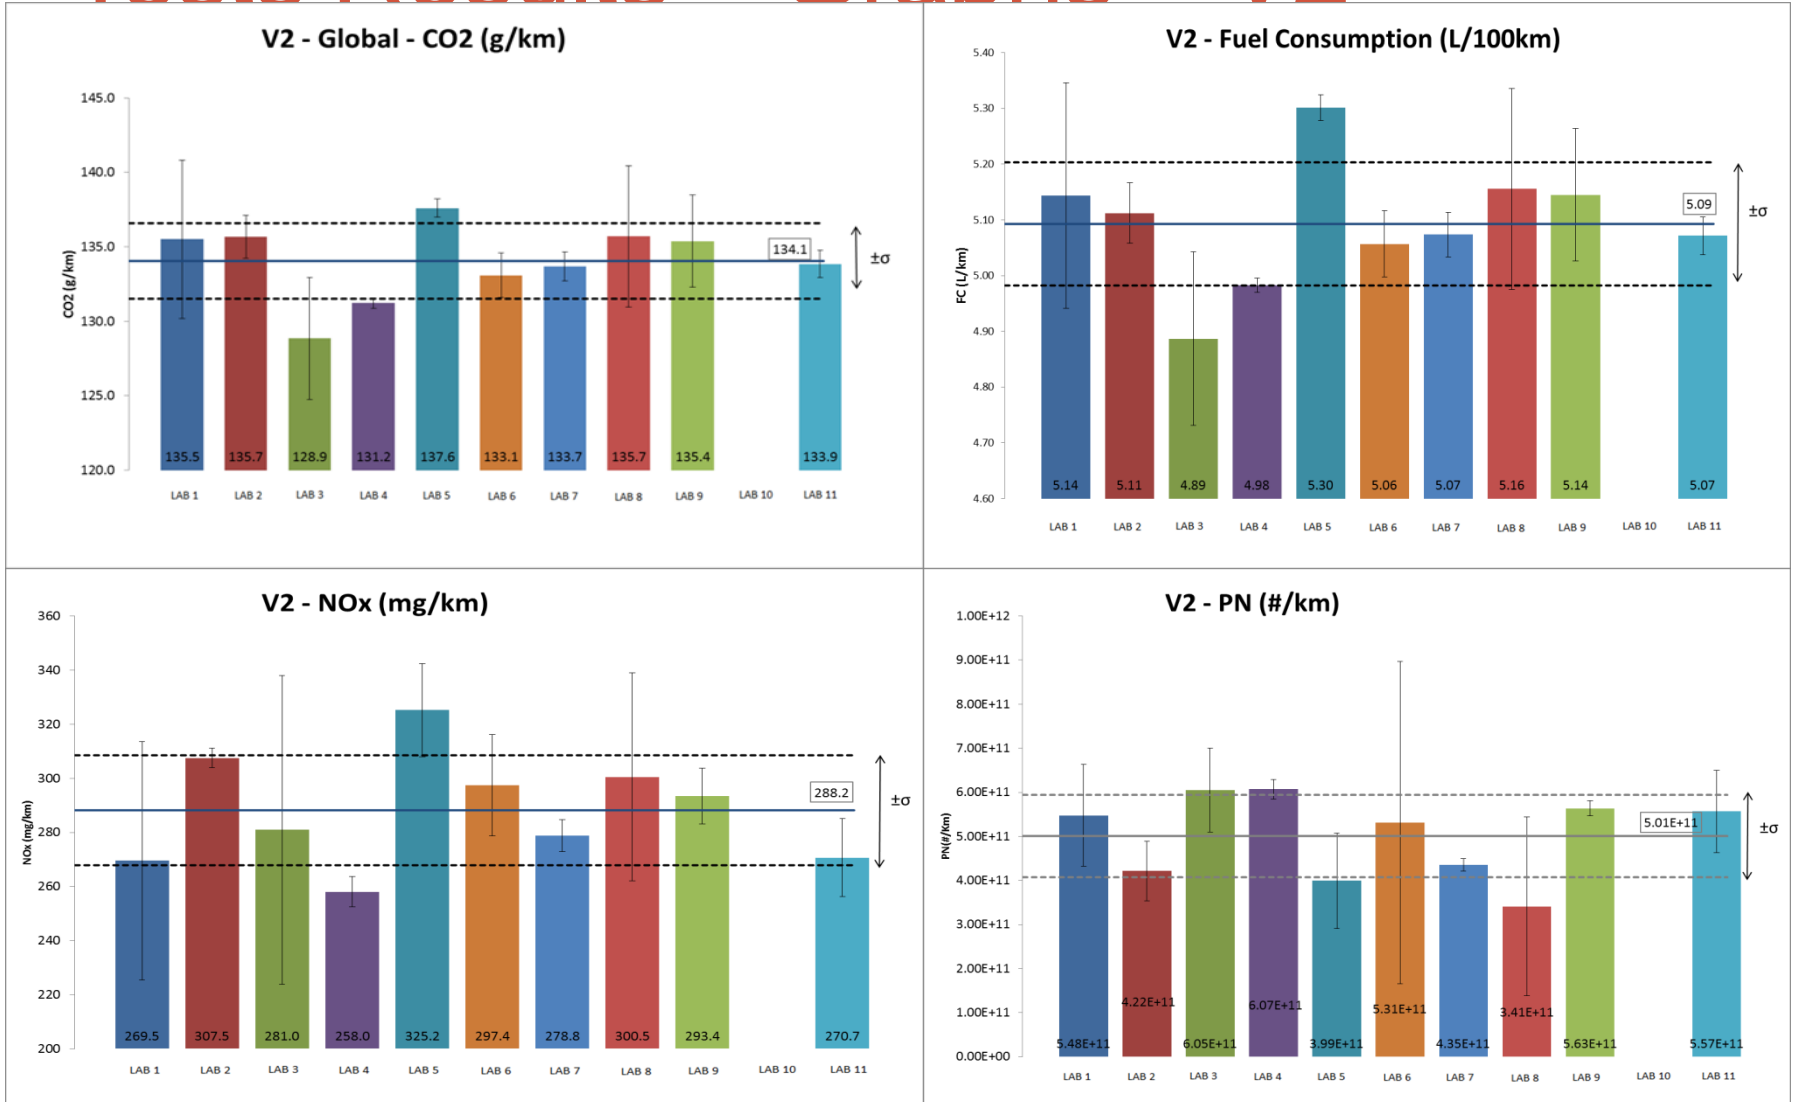 V2 - Global - CO2 (g/km)
145.0
140.0
135.0
130.0
125.0
120.0
CO2 (g/km)
134.1
±σ
135.5 135.7 128.9 131.2 137.6 133.1 133.7 135.7 135.4 133.9
LAB 1 LAB 2 LAB 3 LAB 4 LAB 5 LAB 6 LAB 7 LAB 8 LAB 9 LAB 10 LAB 11
V2 - Fuel Consumption (L/100km)
5.40
5.30
5.20
5.10
5.00
4.90
4.80
4.70
4.60
FC (L/km)
5.09
±σ
5.14 5.11 4.89 4.98 5.30 5.06 5.07 5.16 5.14 5.07
LAB 1 LAB 2 LAB 3 LAB 4 LAB 5 LAB 6 LAB 7 LAB 8 LAB 9 LAB 10 LAB 11
V2 - NOx (mg/km)
360
340
320
300
280
260
240
220
200
NOx (mg/km)
288.2
±σ
269.5 307.5 281.0 258.0 325.2 297.4 278.8 300.5 293.4 270.7
LAB 1 LAB 2 LAB 3 LAB 4 LAB 5 LAB 6 LAB 7 LAB 8 LAB 9 LAB 10 LAB 11
V2 - PN (#/km)
1.00E+12
9.00E+11
8.00E+11
7.00E+11
6.00E+11
5.00E+11
4.00E+11
3.00E+11
2.00E+11
1.00E+11
0.00E+00
PN(#/km)
5.01E+11
±σ
5.48E+11 4.22E+11 6.05E+11 6.07E+11 3.99E+11 5.31E+11 4.35E+11 3.41E+11 5.63E+11 5.57E+11
LAB 1 LAB 2 LAB 3 LAB 4 LAB 5 LAB 6 LAB 7 LAB 8 LAB 9 LAB 10 LAB 11